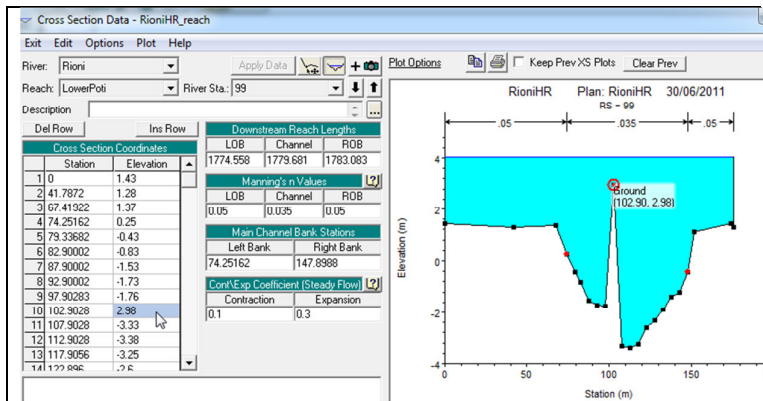 Cross Section Data - RioniHR_reach
Exit Edit Options Plot Help
River: Rioni Apply Data
Reach: LowerPoti River Sta.: 99
Description ...
Del Row Ins Row
Cross Section Coordinates
Station Elevation
1 0 1.43
2 41.7872 1.28
3 67.41922 1.37
4 74.25162 0.25
5 79.33682 -0.43
6 82.90002 -0.83
7 87.90002 -1.53
8 92.90002 -1.73
9 97.90283 -1.76
10 102.9028 2.98
11 107.9028 -3.33
12 112.9028 -3.38
13 117.9056 -3.25
14 122.896 -2.6
Downstream Reach Lengths
LOB Channel ROB
1774.558 1779.681 1783.083
Manning's n Values ?
LOB Channel ROB
0.05 0.035 0.05
Main Channel Bank Stations
Left Bank Right Bank
74.25162 147.8988
Cont\Exp Coefficient (Steady Flow) ?
Contraction Expansion
0.1 0.3
Plot Options Keep Prev XS Plots Clear Prev
RioniHR Plan: RioniHR 30/06/2011
RS = 99
.05 .035 .05
Ground
(102.90, 2.98)
Elevation (m)
4
2
0
-2
-4
0 50 100 150
Station (m)